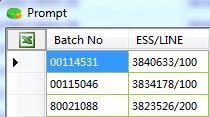 Prompt
Batch No ESS/LINE
00114531 3840633/100
00115046 3834178/100
80021088 3823526/200